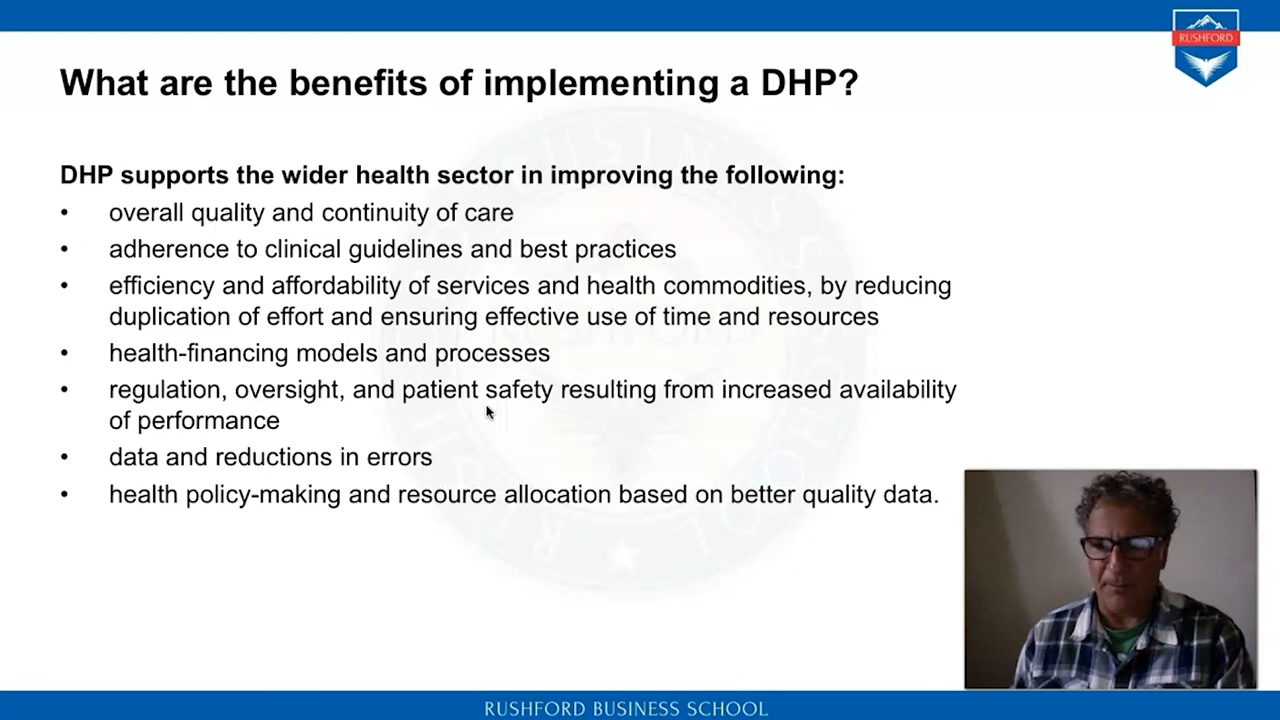 RUSHFORD
What are the benefits of implementing a DHP?
DHP supports the wider health sector in improving the following:
• overall quality and continuity of care
• adherence to clinical guidelines and best practices
• efficiency and affordability of services and health commodities, by reducing
duplication of effort and ensuring effective use of time and resources
• health-financing models and processes
• regulation, oversight, and patient safety resulting from increased availability
of performance
• data and reductions in errors
• health policy-making and resource allocation based on better quality data.
RUSHFORD BUSINESS SCHOOL